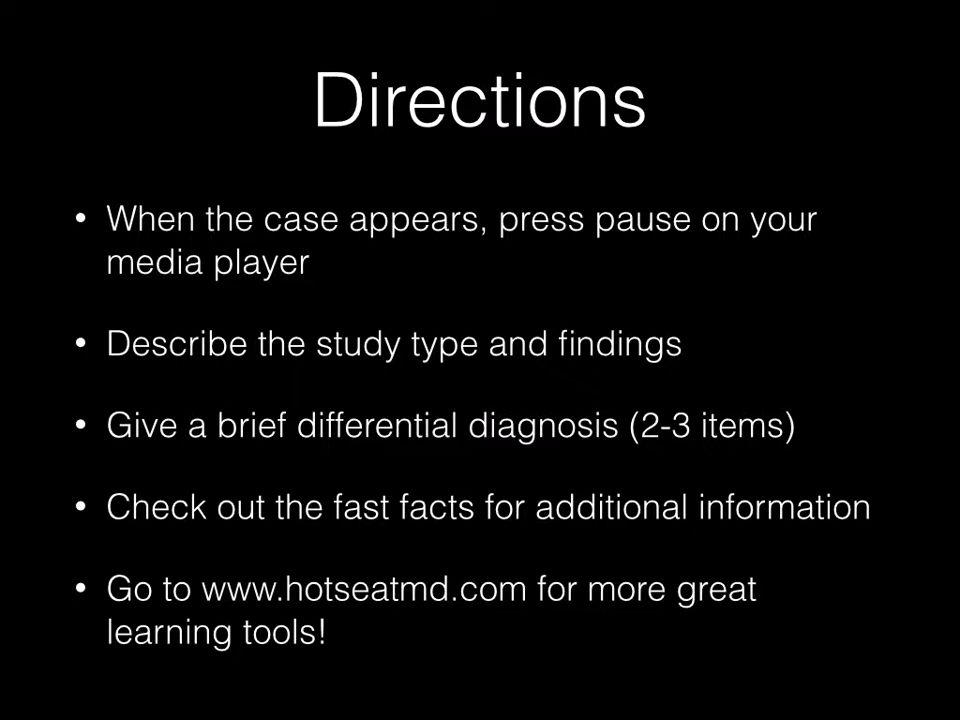 Directions
• When the case appears, press pause on your
media player
• Describe the study type and findings
• Give a brief differential diagnosis (2-3 items)
• Check out the fast facts for additional information
• Go to www.hotseatmd.com for more great
learning tools!